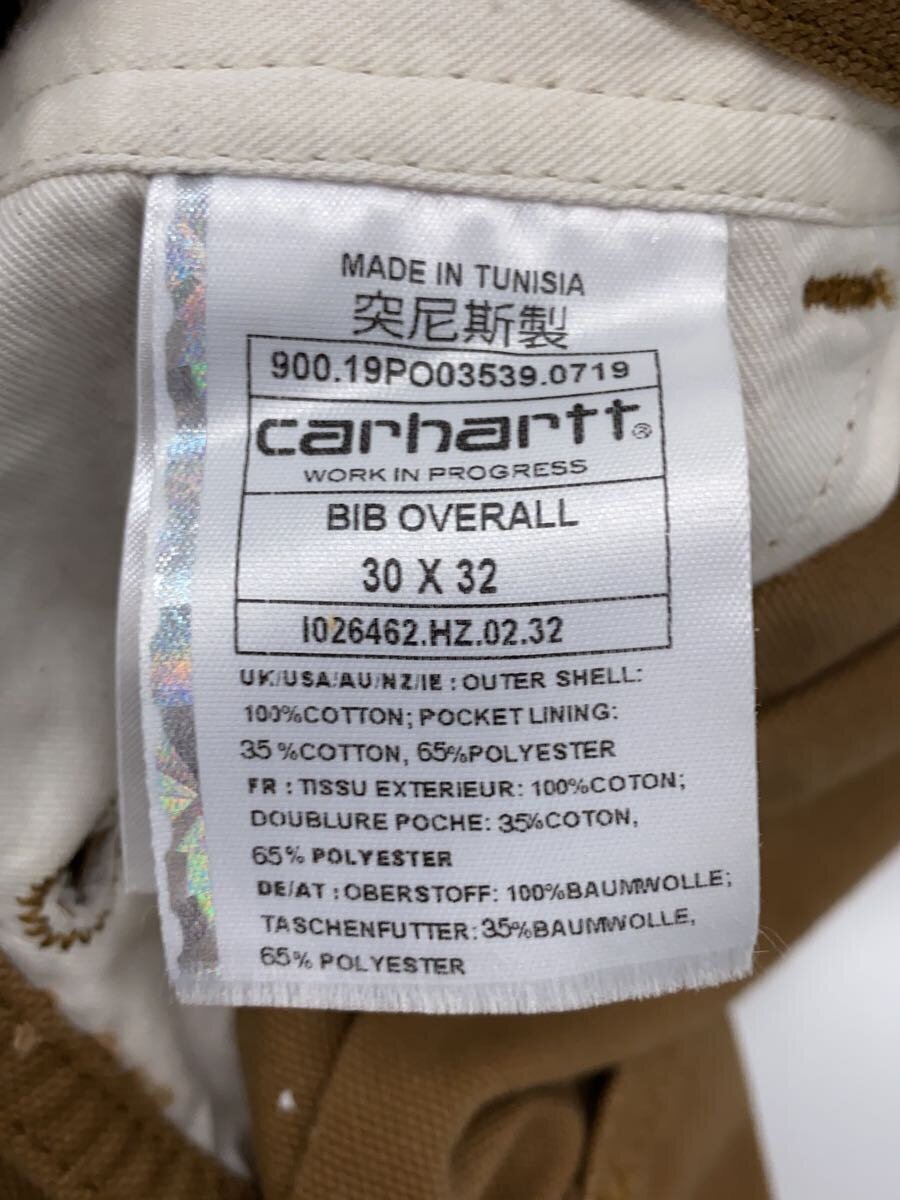 MADE IN TUNISIA
突尼斯製
900.19PO03539.0719
carhartt®
WORK IN PROGRESS
BIB OVERALL
30 X 32
I026462.HZ.02.32
UK/USA/AU/NZ/IE : OUTER SHELL:
100%COTTON; POCKET LINING:
35 %COTTON, 65%POLYESTER
FR : TISSU EXTERIEUR: 100%COTON;
DOUBLURE POCHE: 35%COTON,
65% POLYESTER
DE/AT : OBERSTOFF: 100%BAUMWOLLE;
TASCHENFUTTER: 35%BAUMWOLLE,
65% POLYESTER